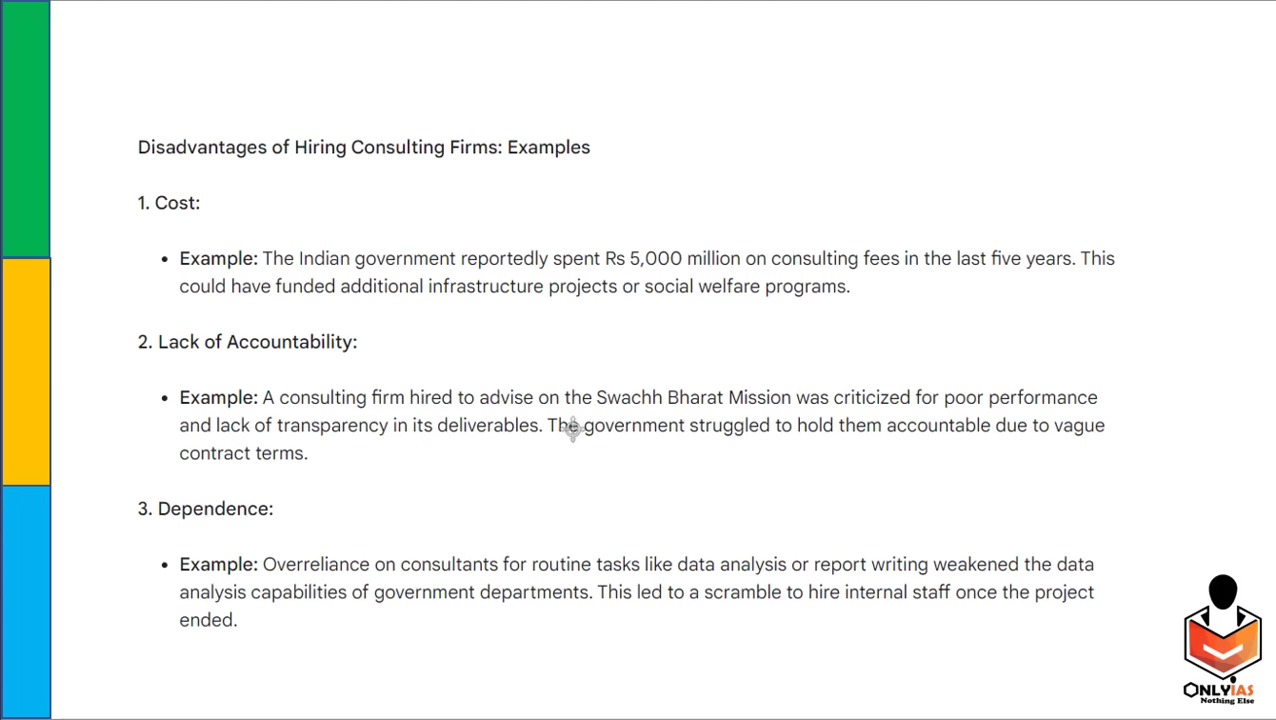 Disadvantages of Hiring Consulting Firms: Examples
1. Cost:
• Example: The Indian government reportedly spent Rs 5,000 million on consulting fees in the last five years. This
could have funded additional infrastructure projects or social welfare programs.
2. Lack of Accountability:
• Example: A consulting firm hired to advise on the Swachh Bharat Mission was criticized for poor performance
and lack of transparency in its deliverables. The government struggled to hold them accountable due to vague
contract terms.
3. Dependence:
• Example: Overreliance on consultants for routine tasks like data analysis or report writing weakened the data
analysis capabilities of government departments. This led to a scramble to hire internal staff once the project
ended.
ONLYIAS
Nothing Else